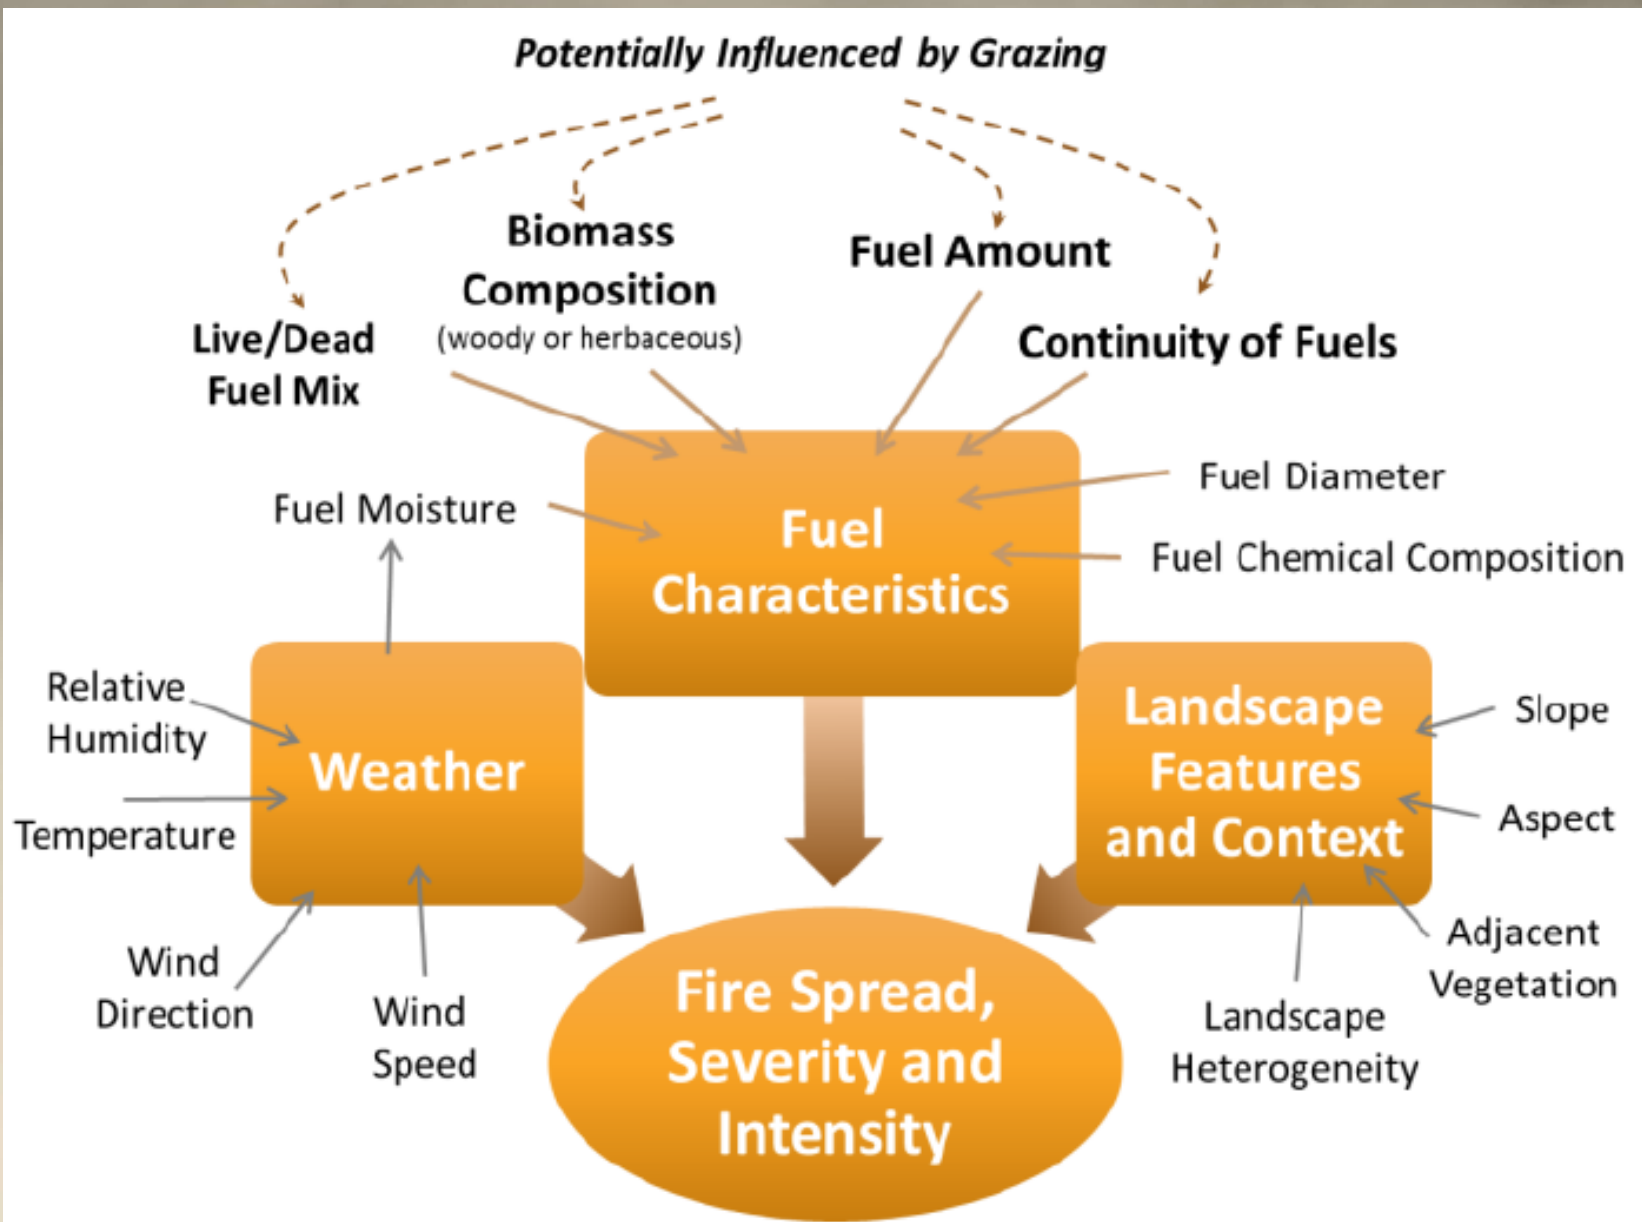 Potentially Influenced by Grazing
Biomass
Composition
(woody or herbaceous)
Fuel Amount
Live/Dead
Fuel Mix
Continuity of Fuels
Fuel Moisture
Fuel
Characteristics
Fuel Diameter
Fuel Chemical Composition
Relative
Humidity
Weather
Temperature
Wind
Direction
Wind
Speed
Landscape
Features
and Context
Slope
Aspect
Adjacent
Vegetation
Landscape
Heterogeneity
Fire Spread,
Severity and
Intensity